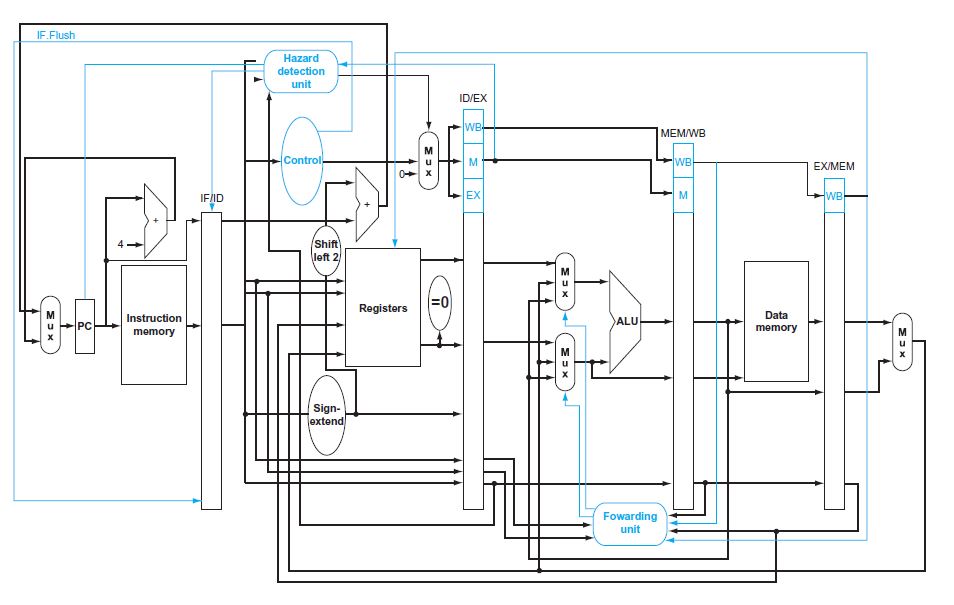 IF.Flush
Hazard
detection
unit
ID/EX
WB
MEM/WB
Control
M
u
x
M
WB
EX/MEM
0
EX
M
WB
IF/ID
+
+
4
Shift
left 2
M
u
x
PC
Instruction
memory
Registers
=0
M
u
x
ALU
Data
memory
M
u
x
M
u
x
Sign-
extend
Fowarding
unit